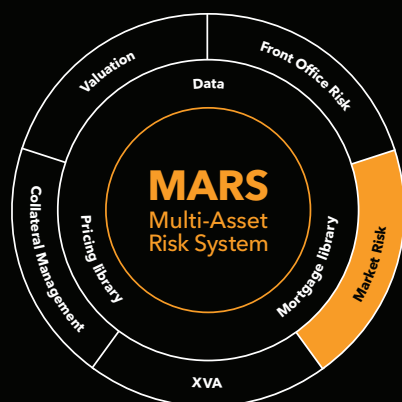 Valuation
Front Office Risk
Data
MARS
Multi-Asset
Risk System
Collateral Management
Pricing library
Mortgage library
Market Risk
XVA